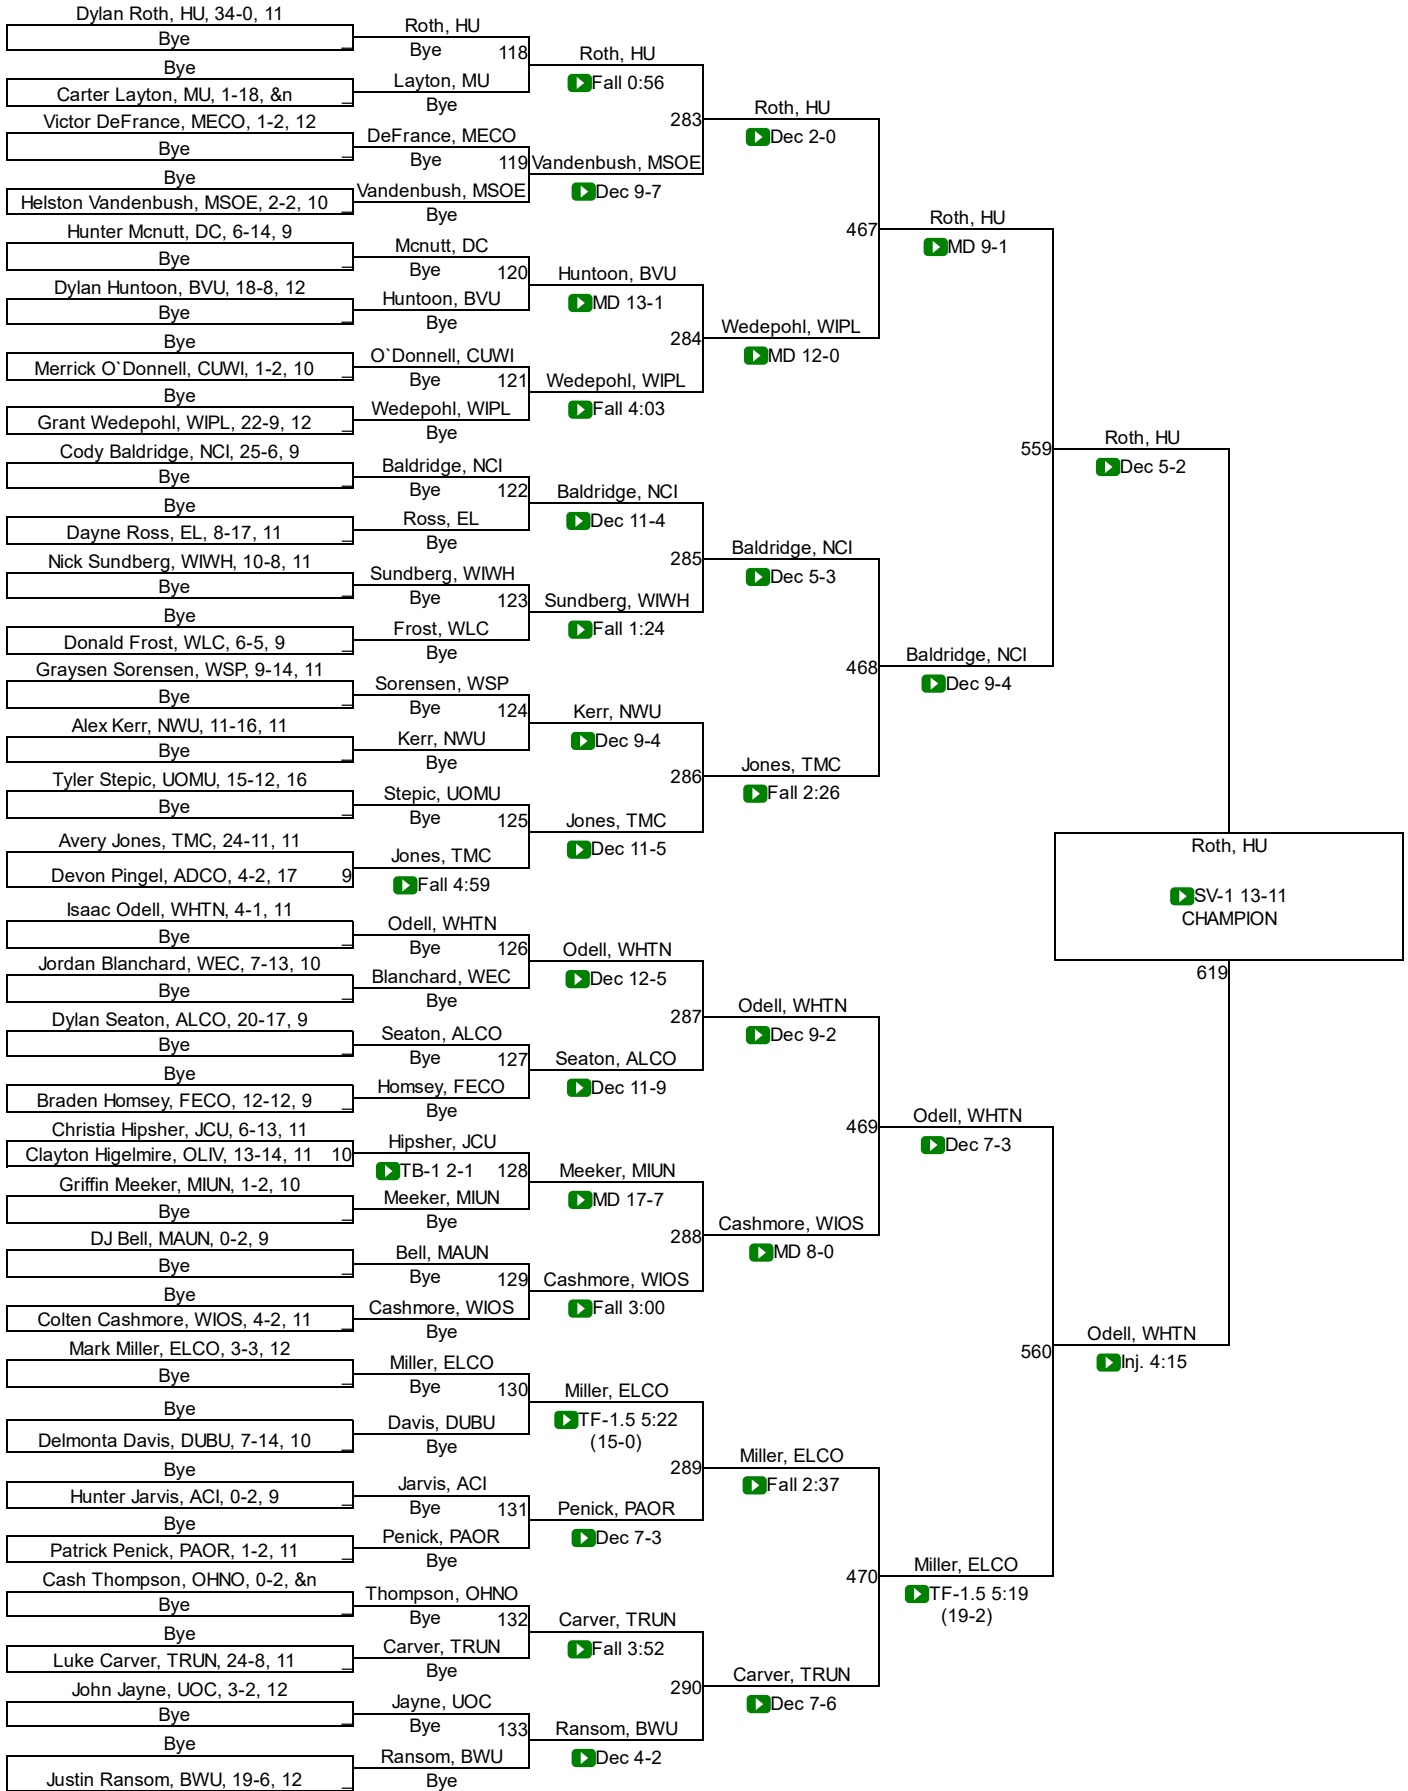 Dylan Roth, HU, 34-0, 11
Bye
Bye
Carter Layton, MU, 1-18, &n
Victor DeFrance, MECO, 1-2, 12
Bye
Bye
Helston Vandenbush, MSOE, 2-2, 10
Hunter Mcnutt, DC, 6-14, 9
Bye
Dylan Huntoon, BVU, 18-8, 12
Bye
Bye
Merrick O`Donnell, CUWI, 1-2, 10
Bye
Grant Wedepohl, WIPL, 22-9, 12
Cody Baldridge, NCI, 25-6, 9
Bye
Bye
Dayne Ross, EL, 8-17, 11
Nick Sundberg, WIWH, 10-8, 11
Bye
Bye
Donald Frost, WLC, 6-5, 9
Graysen Sorensen, WSP, 9-14, 11
Bye
Alex Kerr, NWU, 11-16, 11
Bye
Tyler Stepic, UOMU, 15-12, 16
Bye
Avery Jones, TMC, 24-11, 11
Devon Pingel, ADCO, 4-2, 17 9
Isaac Odell, WHTN, 4-1, 11
Bye
Jordan Blanchard, WEC, 7-13, 10
Bye
Dylan Seaton, ALCO, 20-17, 9
Bye
Bye
Braden Homsey, FECO, 12-12, 9
Christia Hipsher, JCU, 6-13, 11
Clayton Higelmire, OLIV, 13-14, 11 10
Griffin Meeker, MIUN, 1-2, 10
Bye
DJ Bell, MAUN, 0-2, 9
Bye
Bye
Colten Cashmore, WIOS, 4-2, 11
Mark Miller, ELCO, 3-3, 12
Bye
Bye
Delmonta Davis, DUBU, 7-14, 10
Bye
Hunter Jarvis, ACI, 0-2, 9
Bye
Patrick Penick, PAOR, 1-2, 11
Cash Thompson, OHNO, 0-2, &n
Bye
Bye
Luke Carver, TRUN, 24-8, 11
John Jayne, UOC, 3-2, 12
Bye
Bye
Justin Ransom, BWU, 19-6, 12
Roth, HU
Bye 118
Layton, MU
Bye
DeFrance, MECO
Bye 119
Vandenbush, MSOE
Bye
Mcnutt, DC
Bye 120
Huntoon, BVU
Bye
O`Donnell, CUWI
Bye 121
Wedepohl, WIPL
Bye
Baldridge, NCI
Bye 122
Ross, EL
Bye
Sundberg, WIWH
Bye 123
Frost, WLC
Bye
Sorensen, WSP
Bye 124
Kerr, NWU
Bye
Stepic, UOMU
Bye 125
Jones, TMC
Fall 4:59
Odell, WHTN
Bye 126
Blanchard, WEC
Bye
Seaton, ALCO
Bye 127
Homsey, FECO
Bye
Hipsher, JCU
TB-1 2-1 128
Meeker, MIUN
Bye
Bell, MAUN
Bye 129
Cashmore, WIOS
Bye
Miller, ELCO
Bye 130
Davis, DUBU
Bye
Jarvis, ACI
Bye 131
Penick, PAOR
Bye
Thompson, OHNO
Bye 132
Carver, TRUN
Bye
Jayne, UOC
Bye 133
Ransom, BWU
Bye
Roth, HU
Fall 0:56
283
Vandenbush, MSOE
Dec 9-7
Huntoon, BVU
MD 13-1
284
Wedepohl, WIPL
Fall 4:03
Baldridge, NCI
Dec 11-4
285
Sundberg, WIWH
Fall 1:24
Kerr, NWU
Dec 9-4
286
Jones, TMC
Dec 11-5
Odell, WHTN
Dec 12-5
287
Seaton, ALCO
Dec 11-9
Meeker, MIUN
MD 17-7
288
Cashmore, WIOS
Fall 3:00
Miller, ELCO
TF-1.5 5:22
(15-0)
289
Penick, PAOR
Dec 7-3
Carver, TRUN
Fall 3:52
290
Ransom, BWU
Dec 4-2
Roth, HU
Dec 2-0
467
Wedepohl, WIPL
MD 12-0
Baldridge, NCI
Dec 5-3
468
Jones, TMC
Fall 2:26
Odell, WHTN
Dec 9-2
469
Cashmore, WIOS
MD 8-0
Miller, ELCO
Fall 2:37
470
Carver, TRUN
Dec 7-6
Roth, HU
MD 9-1
559
Baldridge, NCI
Dec 9-4
Odell, WHTN
Dec 7-3
560
Miller, ELCO
TF-1.5 5:19
(19-2)
Roth, HU
Dec 5-2
Odell, WHTN
Inj. 4:15
Roth, HU
SV-1 13-11
CHAMPION
619